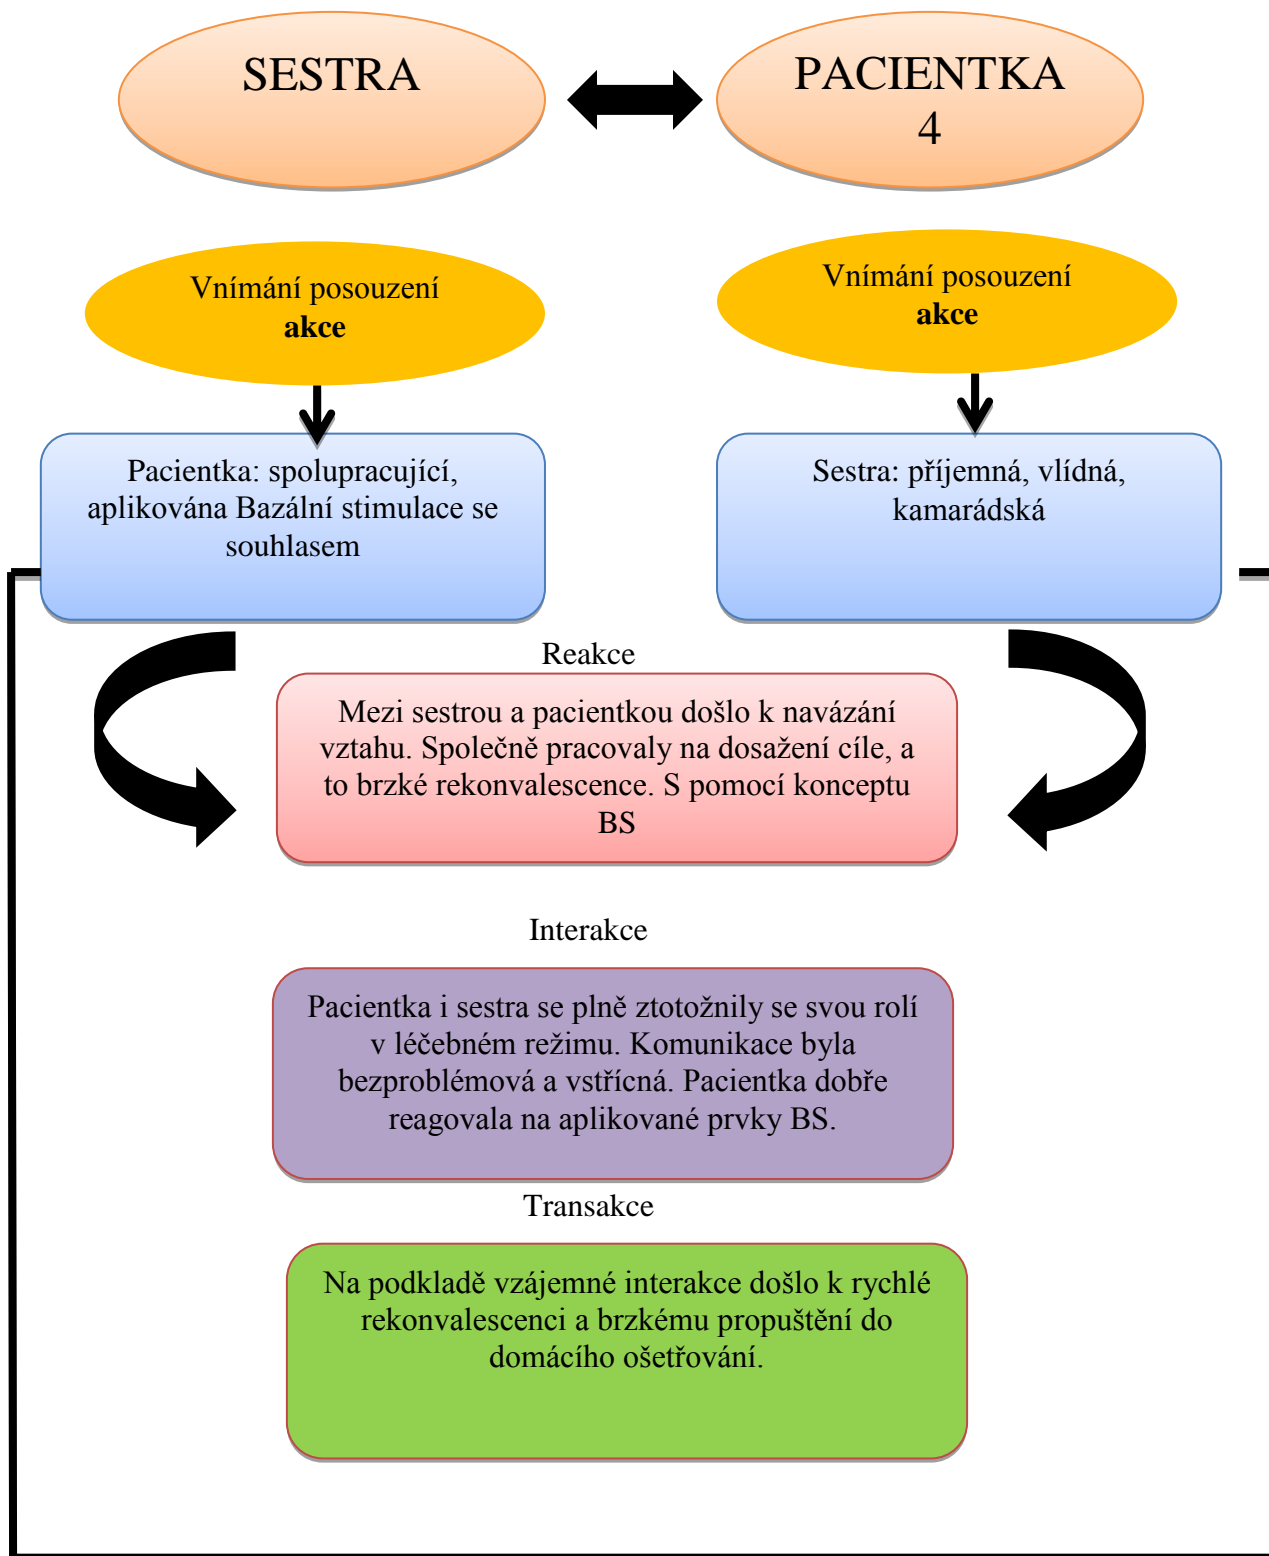 SESTRA
PACIENTKA
4
Vnímání posouzení
akce
Vnímání posouzení
akce
Pacientka: spolupracující,
aplikována Bazální stimulace se
souhlasem
Sestra: příjemná, vlídná,
kamarádská
Reakce
Mezi sestrou a pacientkou došlo k navázání
vztahu. Společně pracovaly na dosažení cíle, a
to brzké rekonvalescence. S pomocí konceptu
BS
Interakce
Pacientka i sestra se plně ztotožnily se svou rolí
v léčebném režimu. Komunikace byla
bezproblémová a vstřícná. Pacientka dobře
reagovala na aplikované prvky BS.
Transakce
Na podkladě vzájemné interakce došlo k rychlé
rekonvalescenci a brzkému propuštění do
domácího ošetřování.